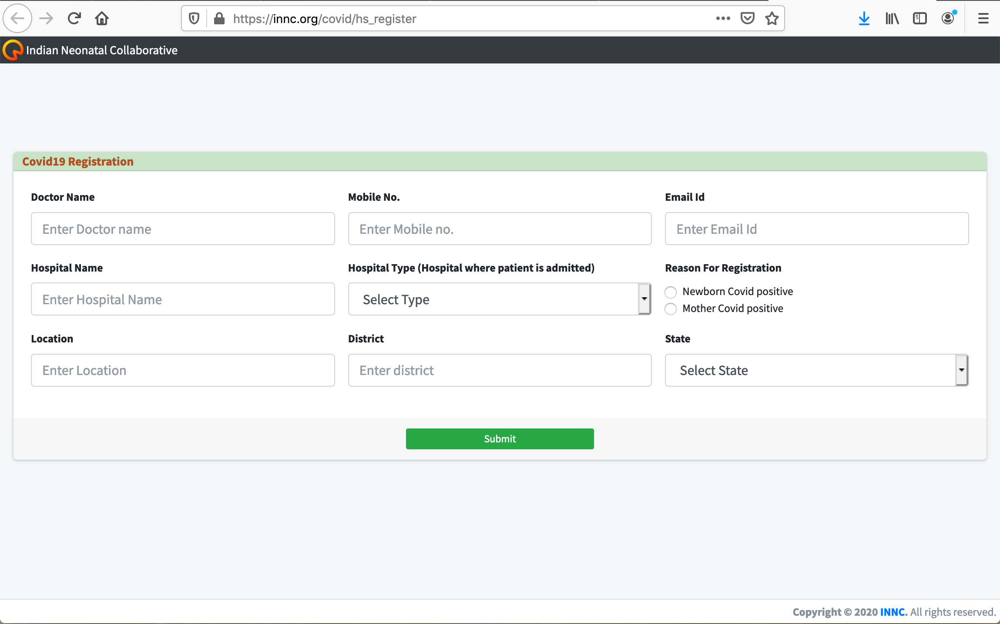 https://innc.org/covid/hs_register
Indian Neonatal Collaborative
Covid19 Registration
Doctor Name
Mobile No.
Email Id
Enter Doctor name
Enter Mobile no.
Enter Email Id
Hospital Name
Hospital Type (Hospital where patient is admitted)
Reason For Registration
Enter Hospital Name
Select Type
Newborn Covid positive
Mother Covid positive
Location
District
State
Enter Location
Enter district
Select State
Submit
Copyright © 2020 INNC. All rights reserved.